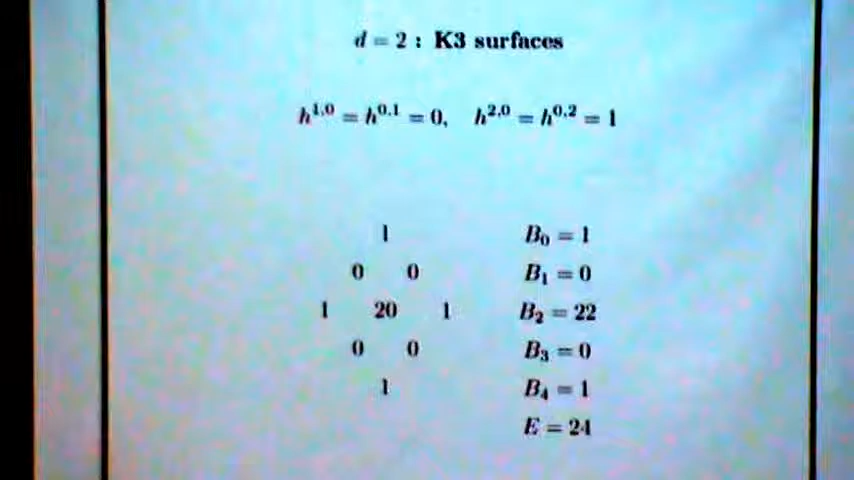 d = 2 : K3 surfaces
h^{1,0} = h^{0,1} = 0, h^{2,0} = h^{0,2} = 1
1 B_0 = 1
0 0 B_1 = 0
1 20 1 B_2 = 22
0 0 B_3 = 0
1 B_4 = 1
E = 24